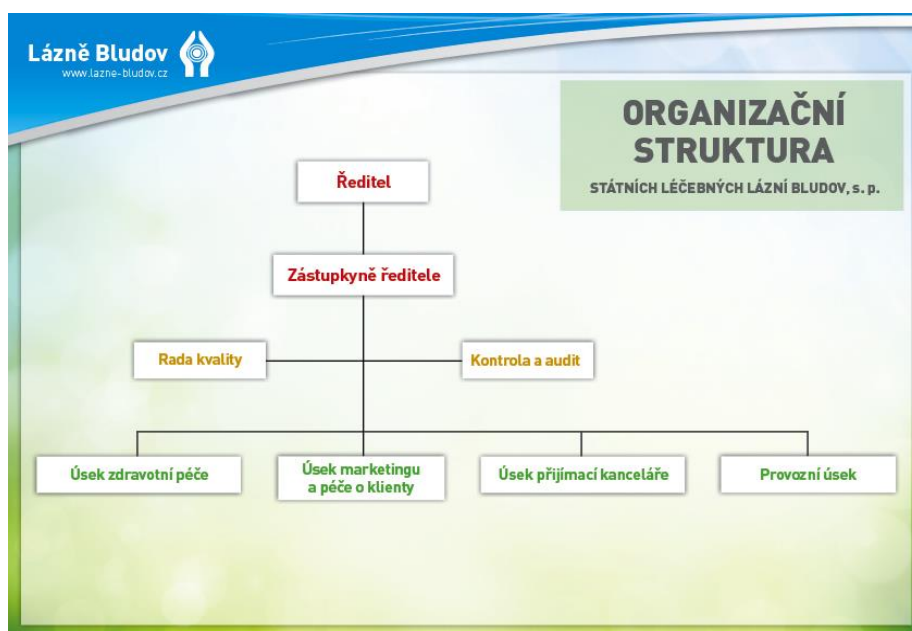 Lázně Bludov
www.lazne-bludov.cz
ORGANIZAČNÍ
STRUKTURA
STÁTNÍCH LÉČEBNÝCH LÁZNÍ BLUDOV, s. p.
Ředitel
Zástupkyně ředitele
Rada kvality
Kontrola a audit
Úsek zdravotní péče
Úsek marketingu
a péče o klienty
Úsek přijímací kanceláře
Provozní úsek